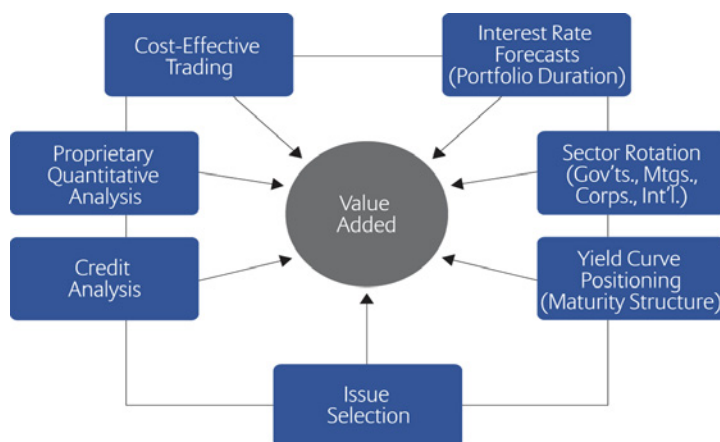 Cost-Effective
Trading
Interest Rate
Forecasts
(Portfolio Duration)
Proprietary
Quantitative
Analysis
Value
Added
Sector Rotation
(Gov'ts., Mtgs.,
Corps., Int'l.)
Credit
Analysis
Yield Curve
Positioning
(Maturity Structure)
Issue
Selection